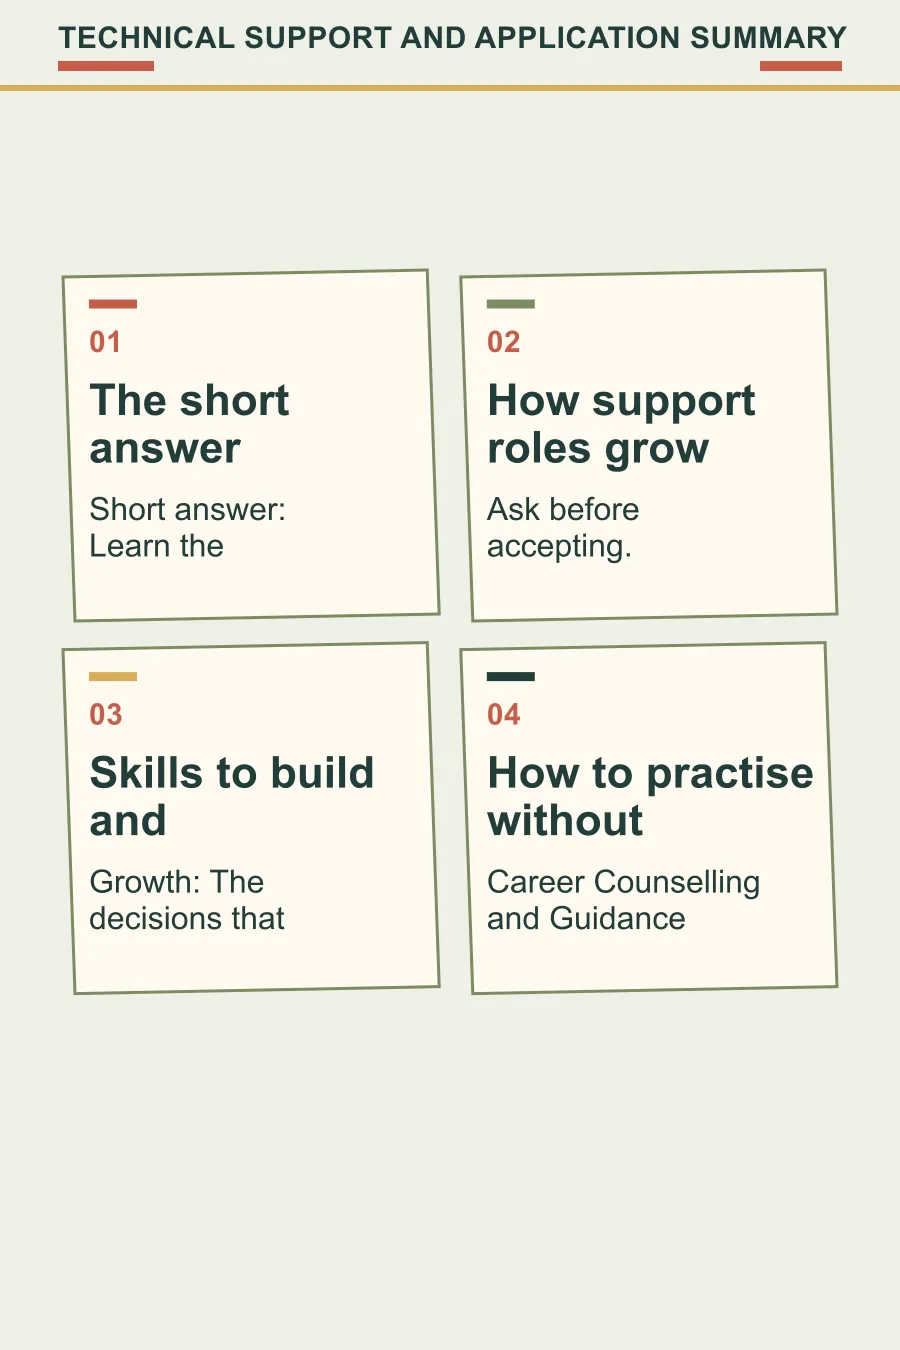 TECHNICAL SUPPORT AND APPLICATION SUMMARY
01
The short
answer
Short answer:
Learn the
02
How support
roles grow
Ask before
accepting.
03
Skills to build
and
Growth: The
decisions that
04
How to practise
without
Career Counselling
and Guidance